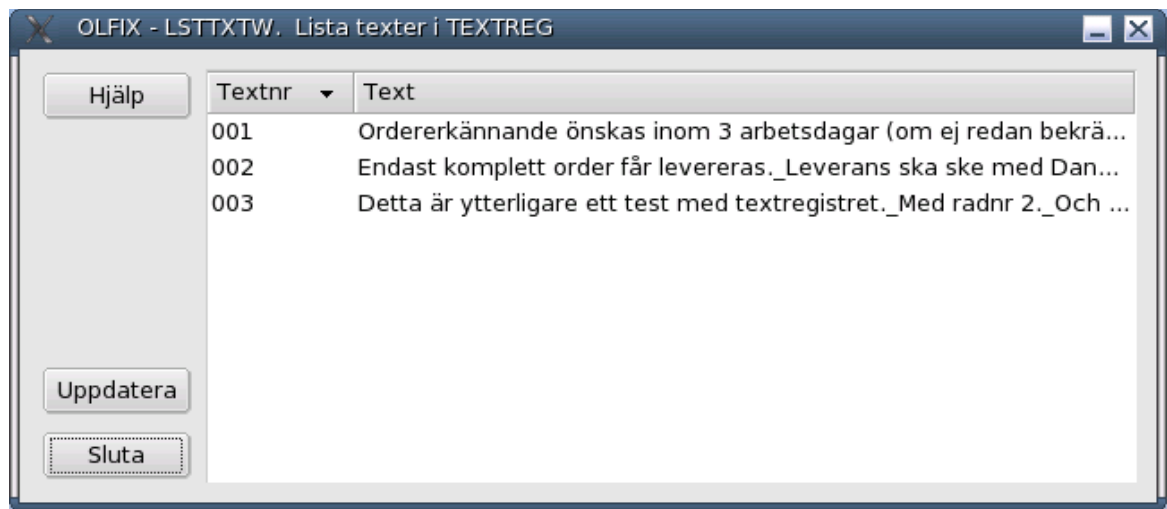 OLFIX - LSTTXTW. Lista texter i TEXTREG
Hjälp
Textnr Text
001 Ordererkännande önskas inom 3 arbetsdagar (om ej redan bekrä...
002 Endast komplett order får levereras._Leverans ska ske med Dan...
003 Detta är ytterligare ett test med textregistret._Med radnr 2._Och ...
Uppdatera
Sluta